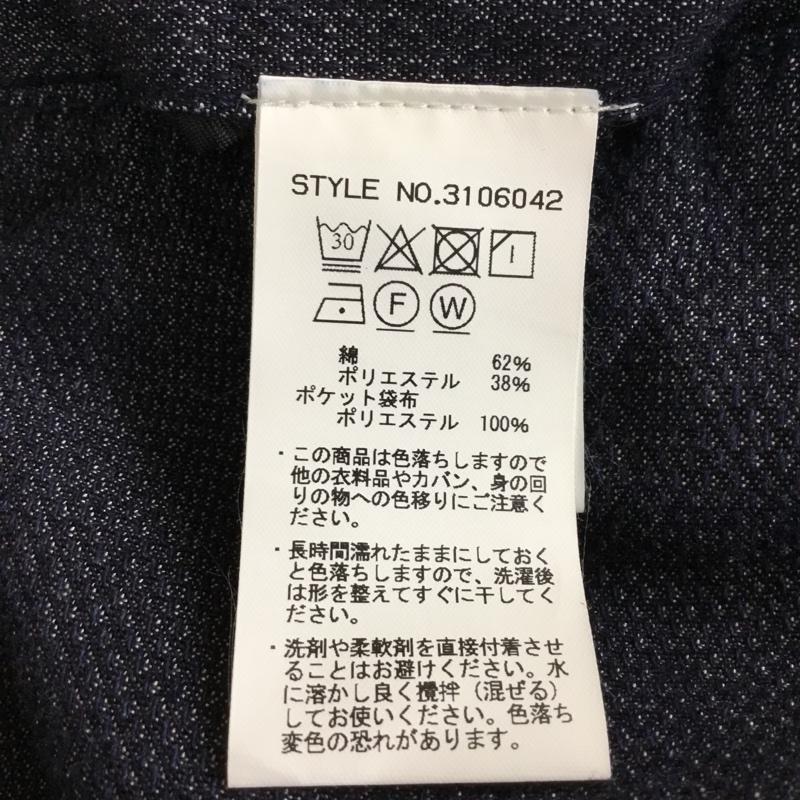 STYLE NO.3106042
30
F W
綿 62%
ポリエステル 38%
ポケット袋布
ポリエステル 100%
・この商品は色落ちしますので
他の衣料品やカバン、身の回
りの物への色移りにご注意く
ださい。
・長時間濡れたままにしておく
と色落ちしますので、洗濯後
は形を整えてすぐに干してく
ださい。
・洗剤や柔軟剤を直接付着させ
ることはお避けください。水
に溶かし良く攪拌（混ぜる）
してお使いください。色落ち
変色の恐れがあります。